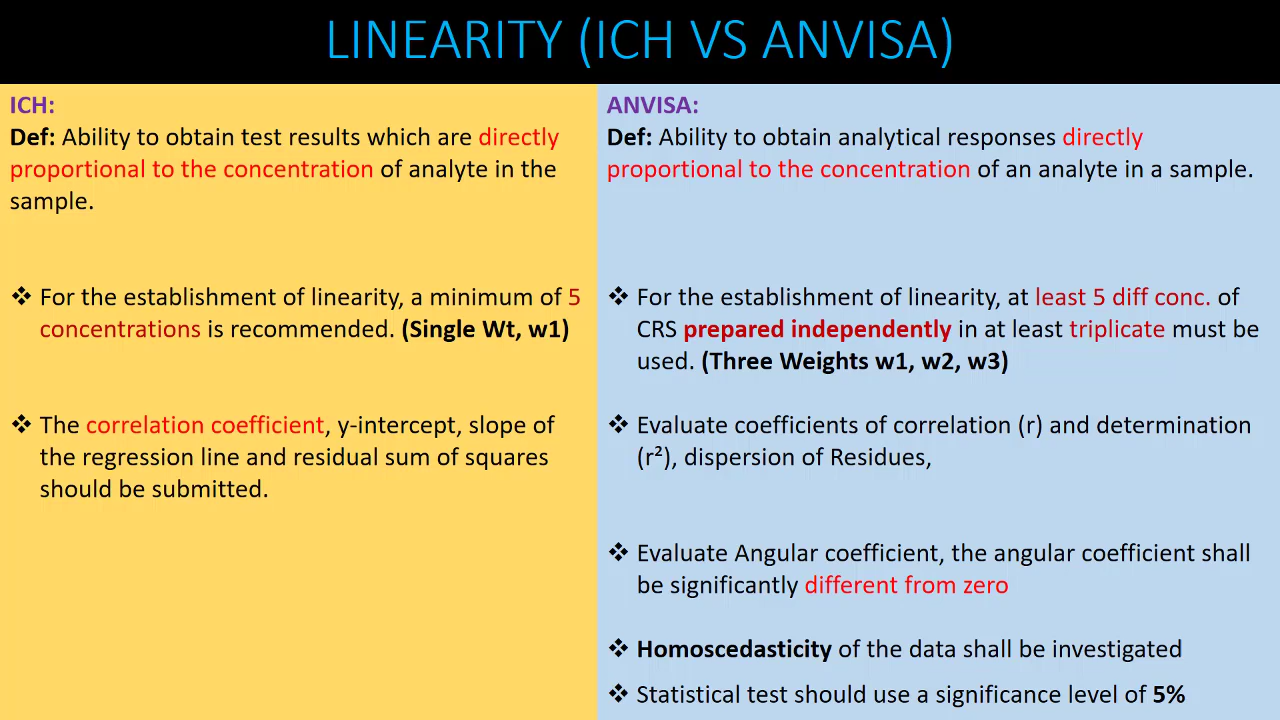 LINEARITY (ICH VS ANVISA)
ICH:
Def: Ability to obtain test results which are directly
proportional to the concentration of analyte in the
sample.
❖ For the establishment of linearity, a minimum of 5
concentrations is recommended. (Single Wt, w1)
❖ The correlation coefficient, y-intercept, slope of
the regression line and residual sum of squares
should be submitted.
ANVISA:
Def: Ability to obtain analytical responses directly
proportional to the concentration of an analyte in a sample.
❖ For the establishment of linearity, at least 5 diff conc. of
CRS prepared independently in at least triplicate must be
used. (Three Weights w1, w2, w3)
❖ Evaluate coefficients of correlation (r) and determination
(r²), dispersion of Residues,
❖ Evaluate Angular coefficient, the angular coefficient shall
be significantly different from zero
❖ Homoscedasticity of the data shall be investigated
❖ Statistical test should use a significance level of 5%